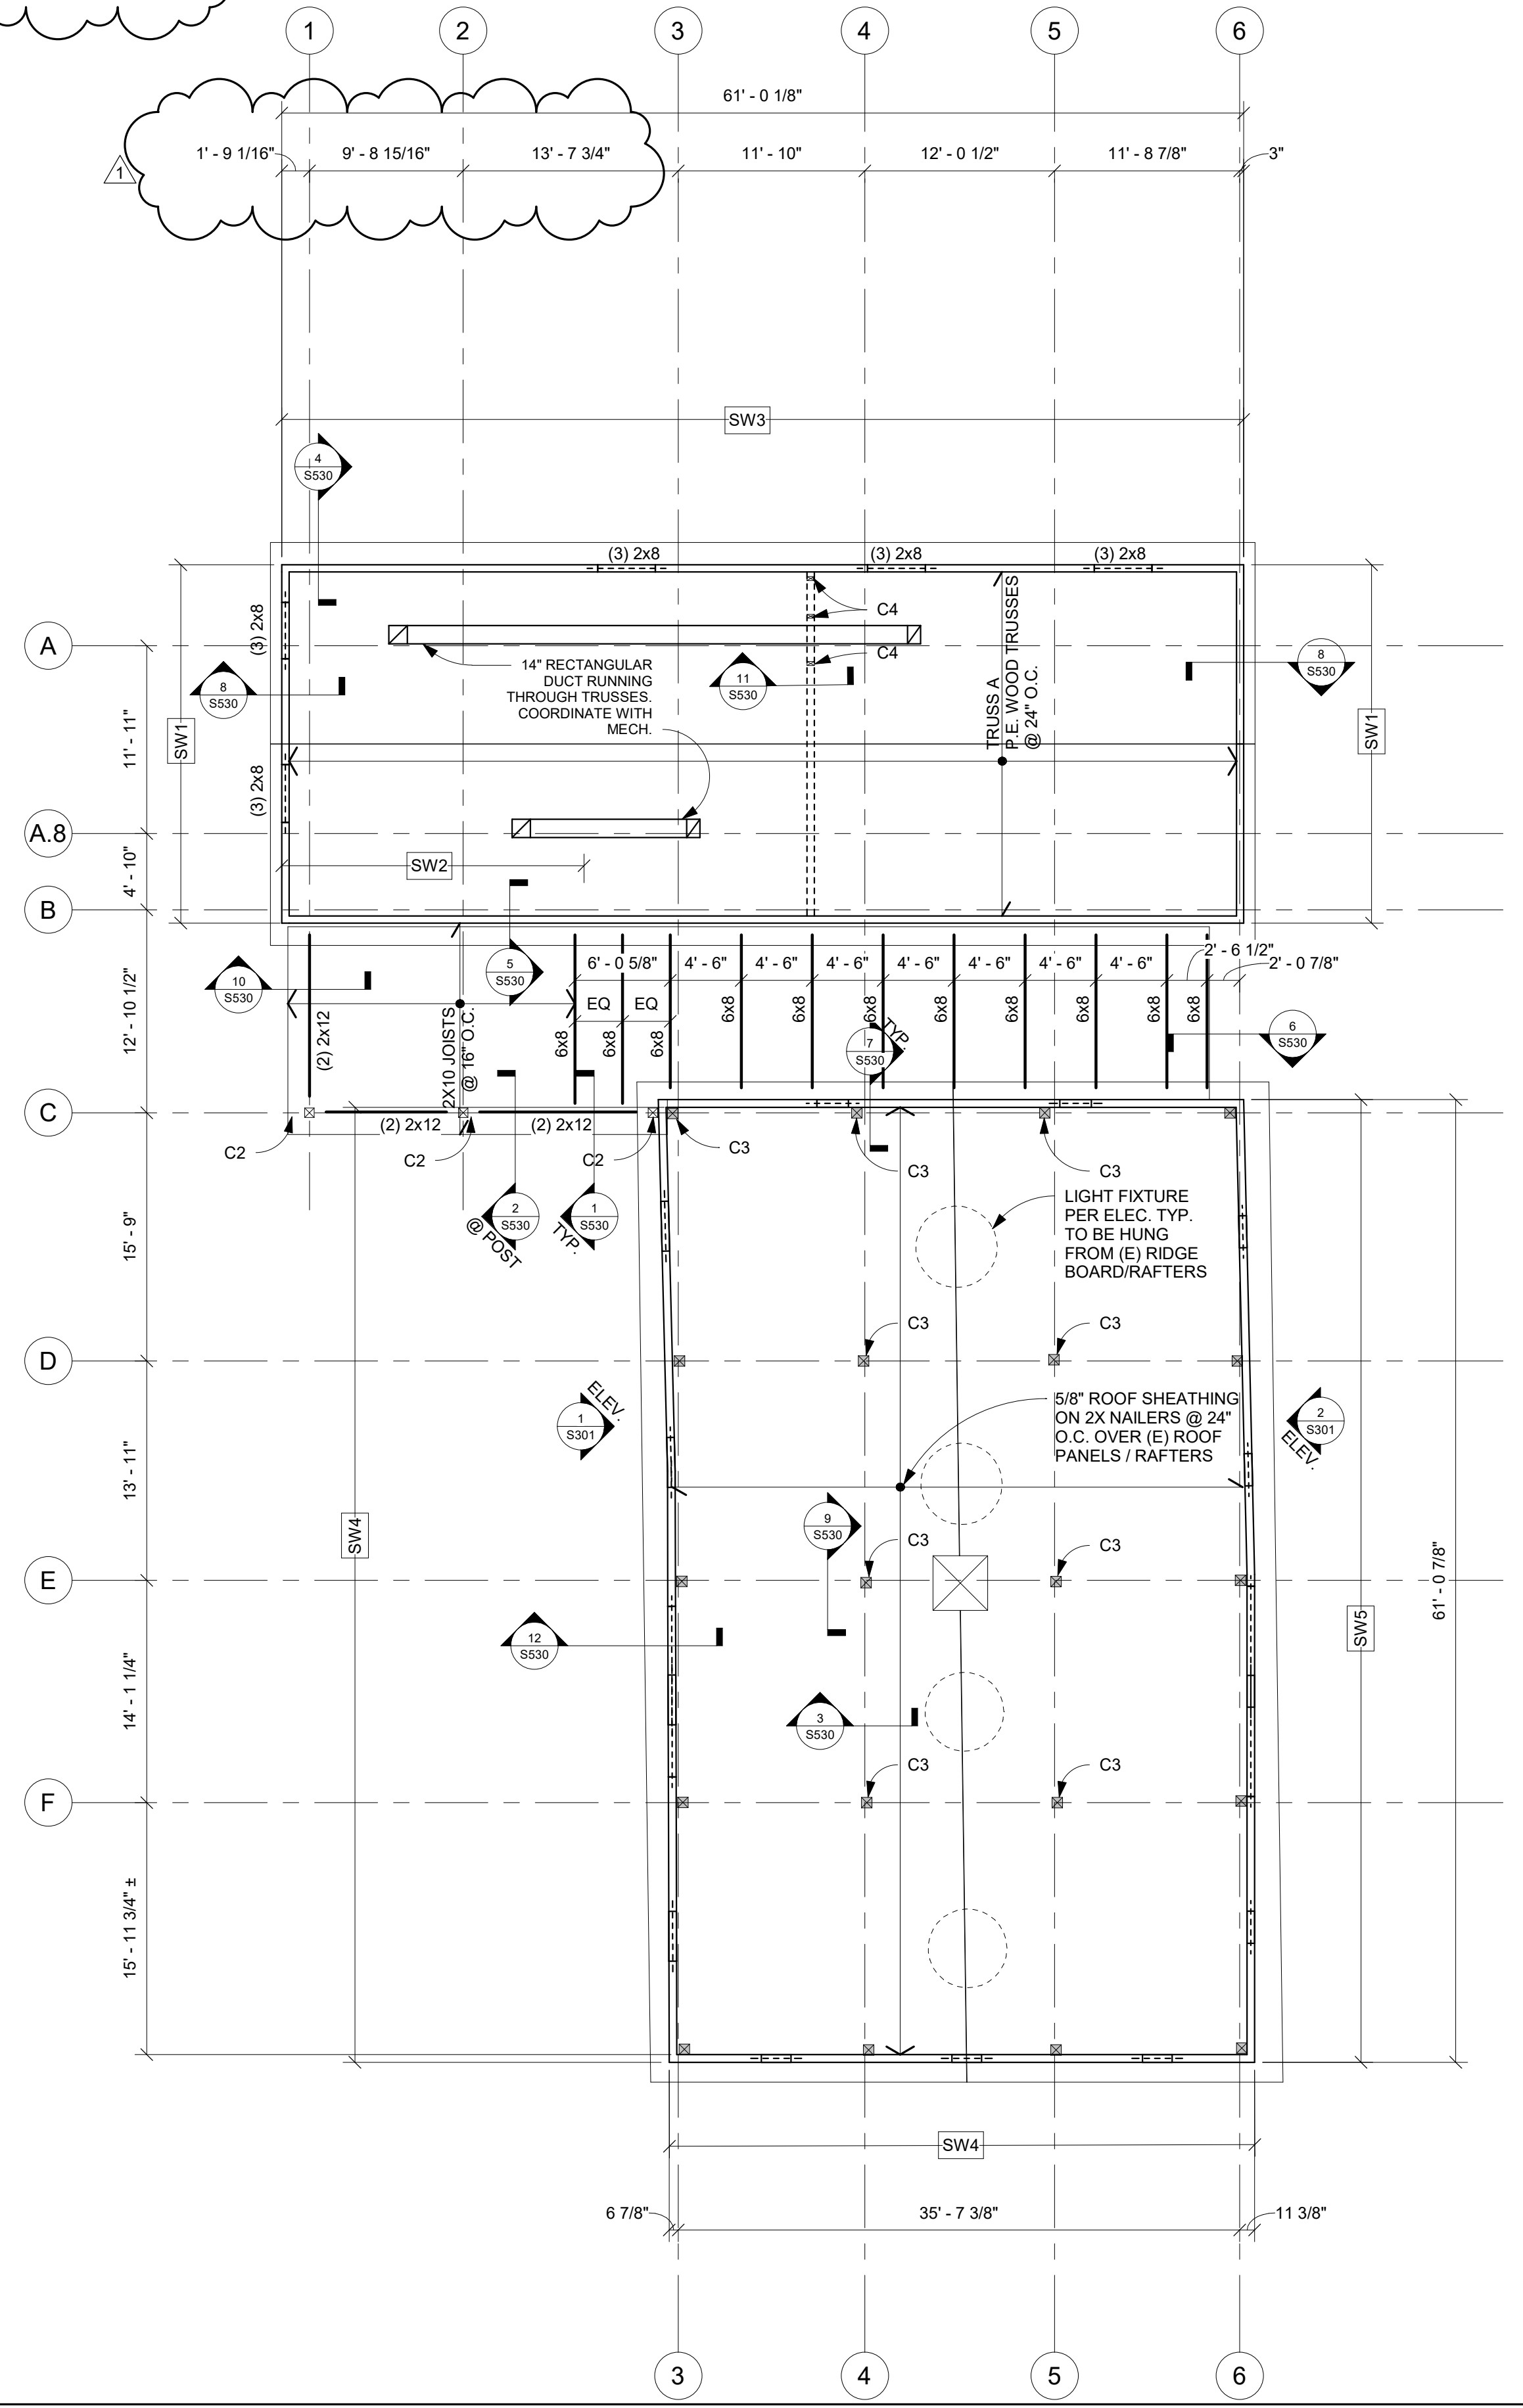 1
2
3
4
5
6
61' - 0 1/8"
1' - 9 1/16"
9' - 8 15/16"
13' - 7 3/4"
11' - 10"
12' - 0 1/2"
11' - 8 7/8"
3"
1
SW3
4
S530
(3) 2x8
(3) 2x8
(3) 2x8
(3) 2x8
C4
A
C4
14" RECTANGULAR
DUCT RUNNING
THROUGH TRUSSES.
COORDINATE WITH
MECH.
TRUSS A
P.E. WOOD TRUSSES
@ 24" O.C.
8
S530
11
S530
8
S530
11' - 11"
SW1
SW1
(3) 2x8
A.8
SW2
4' - 10"
B
10
S530
5
S530
6' - 0 5/8"
4' - 6"
4' - 6"
4' - 6"
4' - 6"
4' - 6"
4' - 6"
4' - 6"
2' - 6 1/2"
2' - 0 7/8"
EQ
EQ
12' - 10 1/2"
(2) 2x12
2X10 JOISTS
@ 16" O.C.
6x8
6x8
6x8
6x8
6x8
6x8
6x8
6x8
6x8
6x8
6x8
7
S530
TYP.
6
S530
C
(2) 2x12
(2) 2x12
C2
C2
C2
C3
C3
C3
2
S530
@ POST
1
S530
TYP.
LIGHT FIXTURE
PER ELEC. TYP.
TO BE HUNG
FROM (E) RIDGE
BOARD/RAFTERS
15' - 9"
C3
C3
D
1
S301
ELEV.
5/8" ROOF SHEATHING
ON 2X NAILERS @ 24"
O.C. OVER (E) ROOF
PANELS / RAFTERS
2
S301
ELEV.
13' - 11"
SW4
9
S530
C3
C3
E
61' - 0 7/8"
SW5
12
S530
14' - 1 1/4"
3
S530
C3
C3
F
15' - 11 3/4" ±
SW4
6 7/8"
35' - 7 3/8"
11 3/8"
3
4
5
6